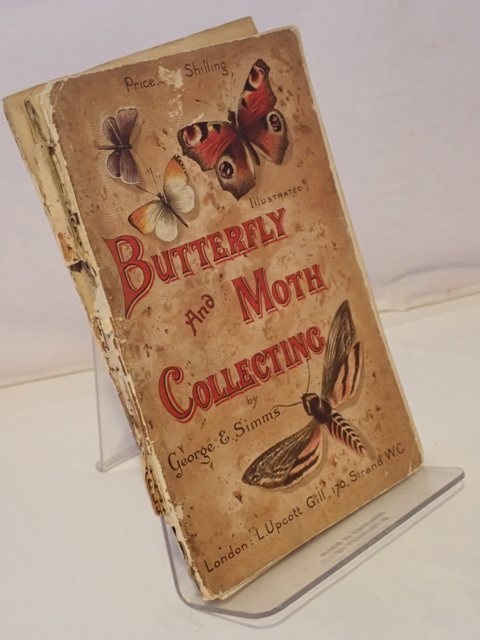 Price Shilling
Illustrated
Butterfly
And Moth
Collecting
by
George E. Simms.
London: L. Upcott Gill, 170, Strand W.C